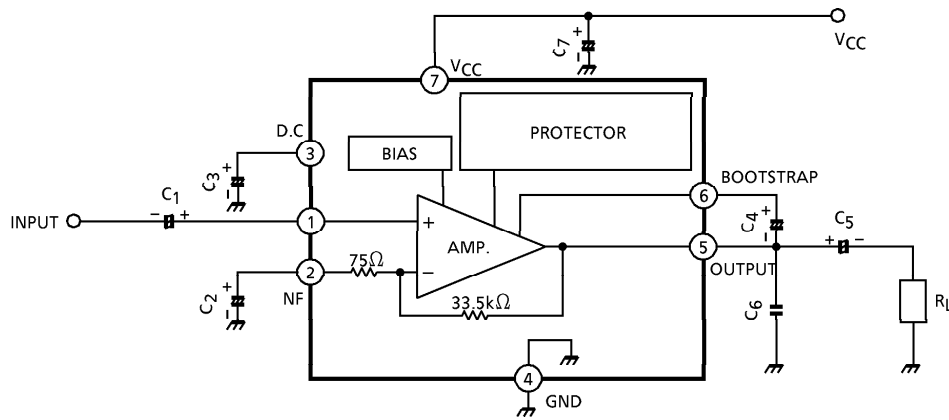 C7
+
−
VCC
7
VCC
PROTECTOR
D.C
3
BIAS
C3
+
−
6
BOOTSTRAP
C1
− +
INPUT
1
+
C4
+
−
C5
+ −
AMP.
5
OUTPUT
2
75Ω
−
NF
C2
+
−
33.5kΩ
C6
RL
4
GND